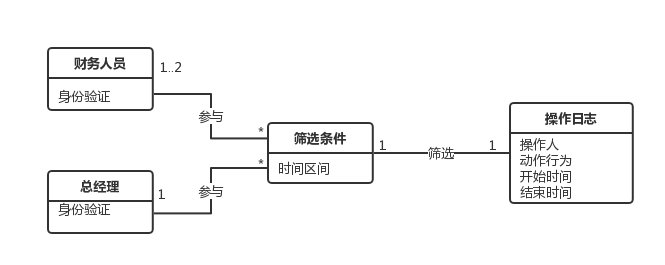 财务人员
身份验证
1..2
参与
*
总经理
身份验证
1
参与
*
筛选条件
时间区间
1
筛选
1
操作日志
操作人
动作行为
开始时间
结束时间